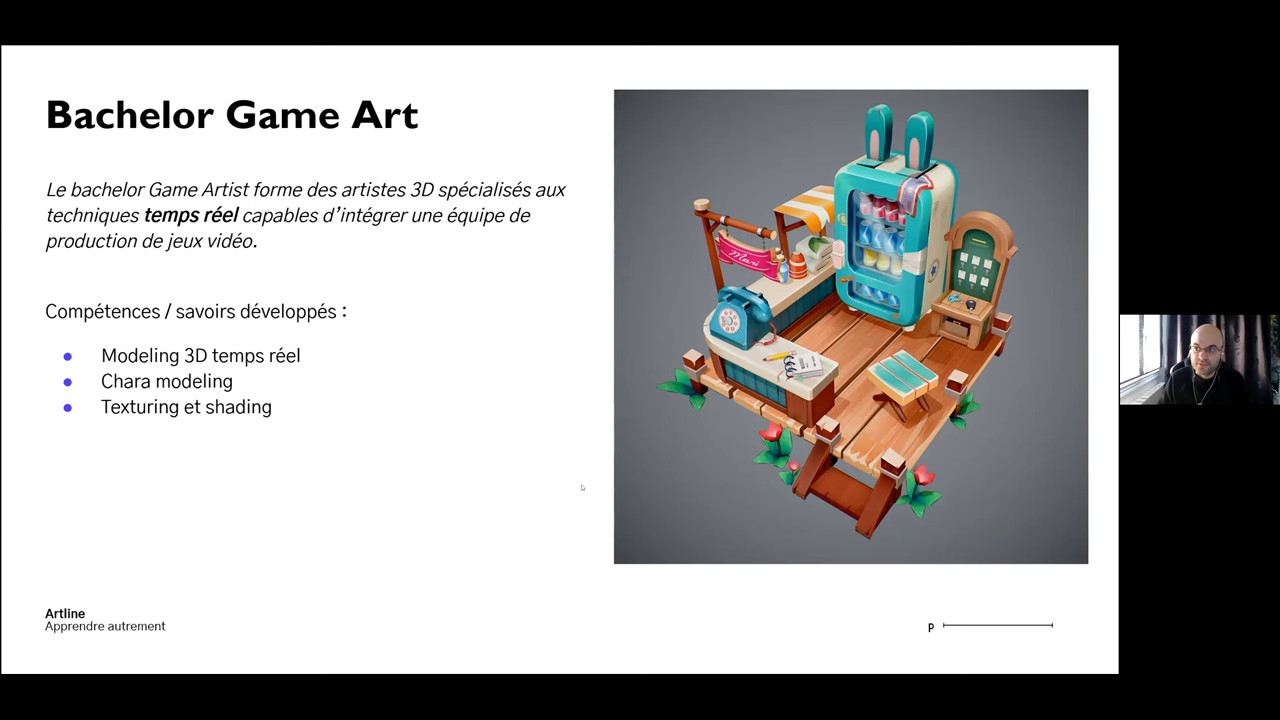 Bachelor Game Art
Le bachelor Game Artist forme des artistes 3D spécialisés aux
techniques temps réel capables d'intégrer une équipe de
production de jeux vidéo.
Compétences / savoirs développés :
Modeling 3D temps réel
Chara modeling
Texturing et shading
Mari
Artline
Apprendre autrement
P